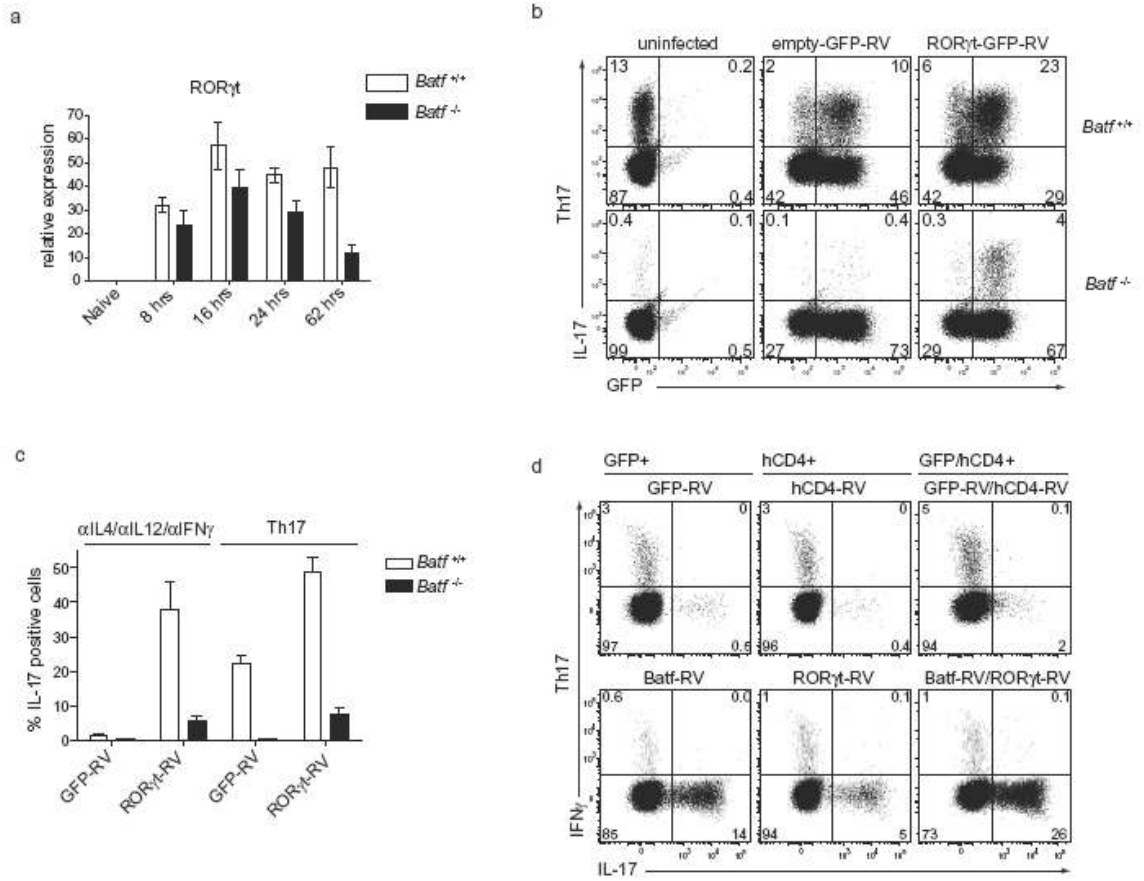 a
RORγt
Batf +/+
Batf -/-
relative expression
70
60
50
40
30
20
10
0
Naive
8 hrs
16 hrs
24 hrs
62 hrs
b
uninfected
empty-GFP-RV
RORγt-GFP-RV
13 0.2
87 0.4
2 10
42 46
6 23
42 29
Batf +/+
0.4 0.1
99 0.5
0.1 0.4
27 73
0.3 4
29 67
Batf -/-
Th17
IL-17
GFP
c
αIL4/αIL12/αIFNγ
Th17
Batf +/+
Batf -/-
% IL-17 positive cells
50
40
30
20
10
0
GFP-RV
RORγt-RV
GFP-RV
RORγt-RV
d
GFP+
hCD4+
GFP/hCD4+
GFP-RV
hCD4-RV
GFP-RV/hCD4-RV
3 0
97 0.6
3 0
96 0.4
5 0.1
94 2
Batf-RV
RORγt-RV
Batf-RV/RORγt-RV
0.6 0.0
85 14
1 0.1
94 5
1 0.1
73 26
Th17
IFNγ
IL-17